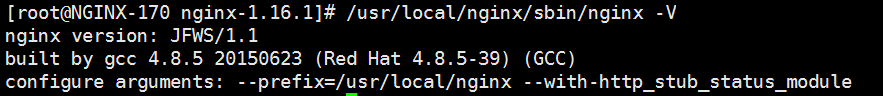 [root@NGINX-170 nginx-1.16.1]# /usr/local/nginx/sbin/nginx -V
nginx version: JFWS/1.1
built by gcc 4.8.5 20150623 (Red Hat 4.8.5-39) (GCC)
configure arguments: --prefix=/usr/local/nginx --with-http_stub_status_module